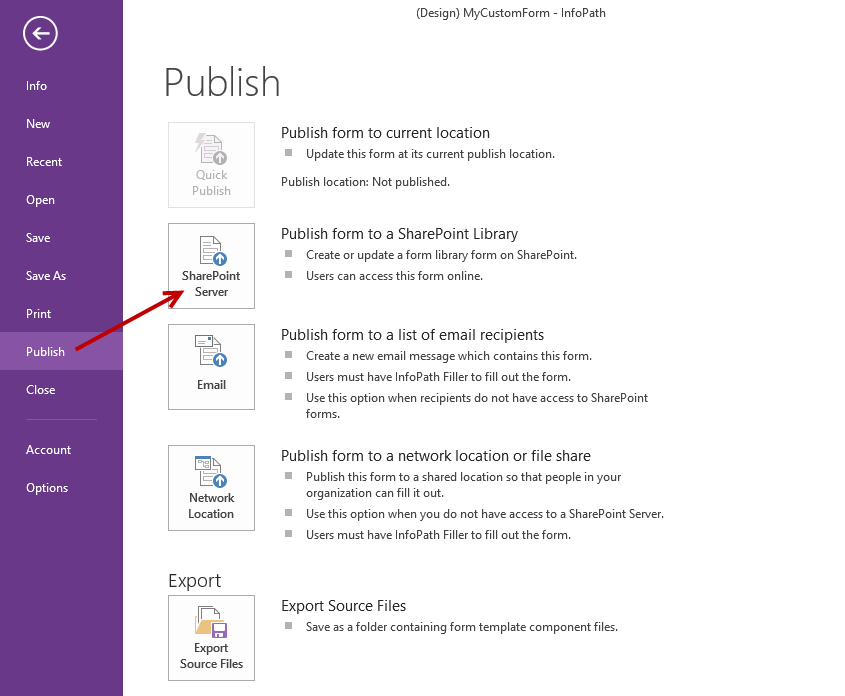 (Design) MyCustomForm - InfoPath
Info
New
Recent
Open
Save
Save As
Print
Publish
Close
Account
Options
Publish
Quick
Publish
Publish form to current location
Update this form at its current publish location.
Publish location: Not published.
SharePoint
Server
Publish form to a SharePoint Library
Create or update a form library form on SharePoint.
Users can access this form online.
Email
Publish form to a list of email recipients
Create a new email message which contains this form.
Users must have InfoPath Filler to fill out the form.
Use this option when recipients do not have access to SharePoint
forms.
Network
Location
Publish form to a network location or file share
Publish this form to a shared location so that people in your
organization can fill it out.
Use this option when you do not have access to a SharePoint Server.
Users must have InfoPath Filler to fill out the form.
Export
Export
Source Files
Export Source Files
Save as a folder containing form template component files.